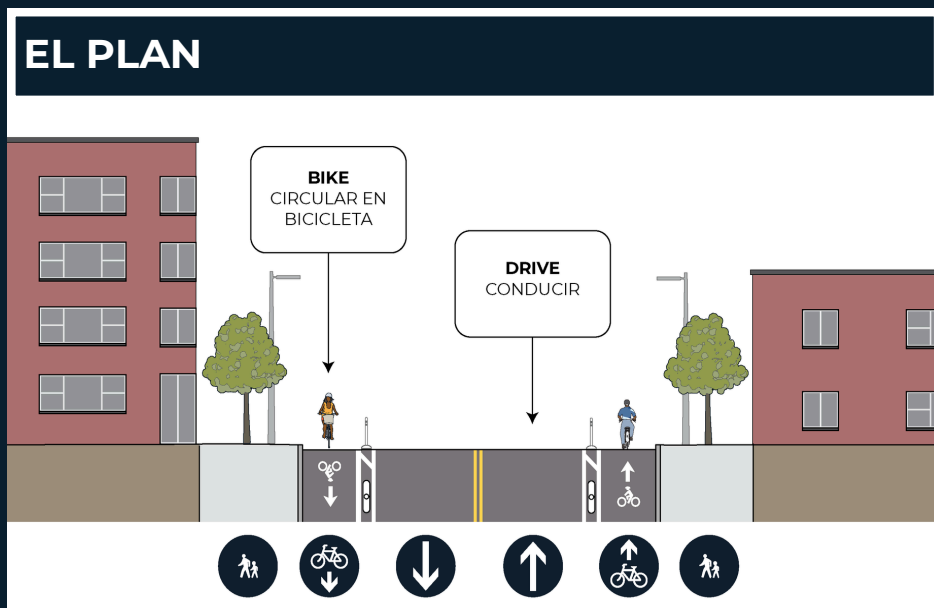 EL PLAN
BIKE
CIRCULAR EN
BICICLETA
DRIVE
CONDUCIR